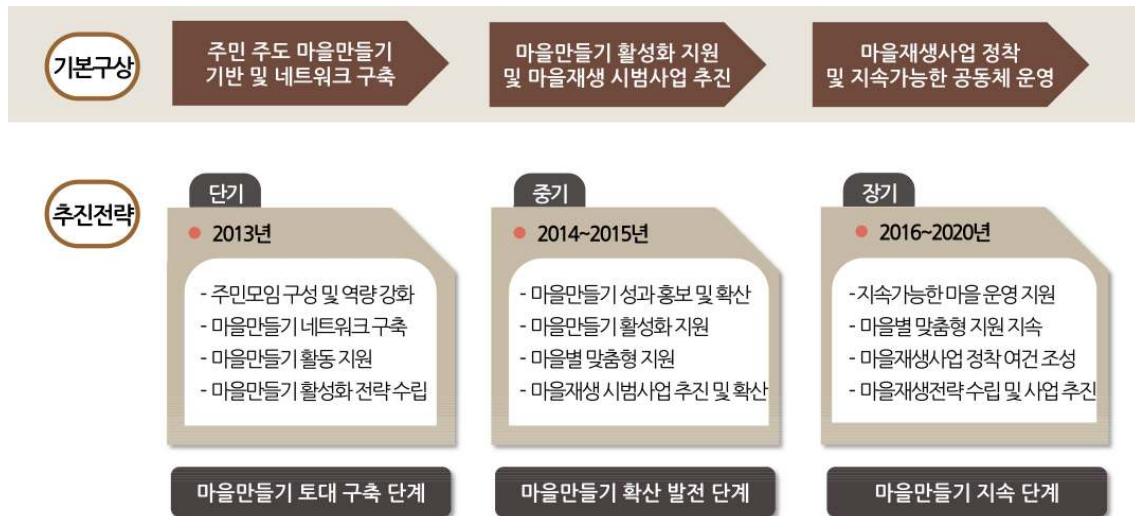 기본구상
주민 주도 마을만들기
기반 및 네트워크 구축
마을만들기 활성화 지원
및 마을재생 시범사업 추진
마을재생사업 정착
및 지속가능한 공동체 운영
추진전략
단기
2013년
- 주민모임 구성 및 역량 강화
- 마을만들기 네트워크 구축
- 마을만들기 활동 지원
- 마을만들기 활성화 전략 수립
마을만들기 토대 구축 단계
중기
2014~2015년
- 마을만들기 성과 홍보 및 확산
- 마을만들기 활성화 지원
- 마을별 맞춤형 지원
- 마을재생 시범사업 추진 및 확산
마을만들기 확산 발전 단계
장기
2016~2020년
-지속가능한 마을 운영 지원
- 마을별 맞춤형 지원 지속
- 마을재생사업 정착 여건 조성
- 마을재생전략 수립 및 사업 추진
마을만들기 지속 단계